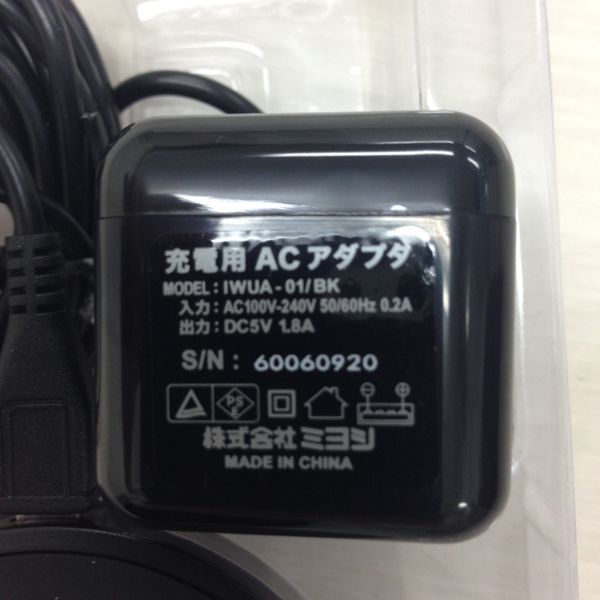 充電用 ACアダプタ
MODEL: IWUA-01/BK
入力: AC100V-240V 50/60Hz 0.2A
出力: DC5V 1.8A
S/N: 60060920
PS E
株式会社 ミヨシ
MADE IN CHINA